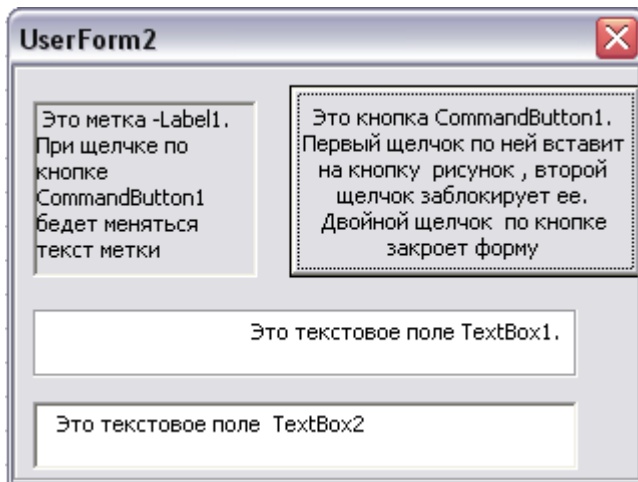 UserForm2
Это метка -Label1.
При щелчке по
кнопке
CommandButton1
бедет меняться
текст метки
Это кнопка CommandButton1.
Первый щелчок по ней вставит
на кнопку рисунок , второй
щелчок заблокирует ее.
Двойной щелчок по кнопке
закроет форму
Это текстовое поле TextBox1.
Это текстовое поле TextBox2